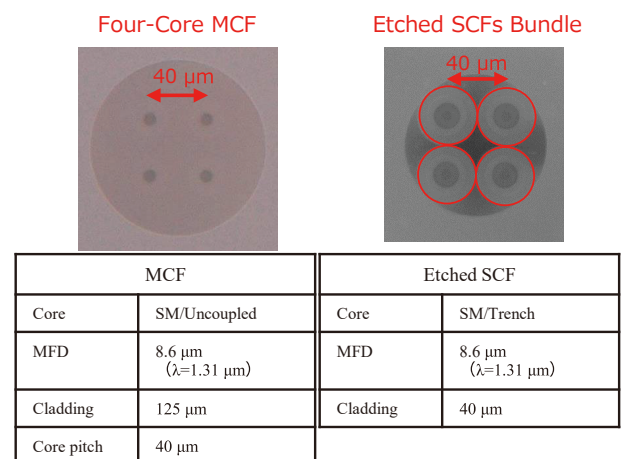 Four-Core MCF
Etched SCFs Bundle
40 μm
40 μm
MCF
Core SM/Uncoupled
MFD 8.6 μm
（λ=1.31 μm）
Cladding 125 μm
Core pitch 40 μm
Etched SCF
Core SM/Trench
MFD 8.6 μm
（λ=1.31 μm）
Cladding 40 μm